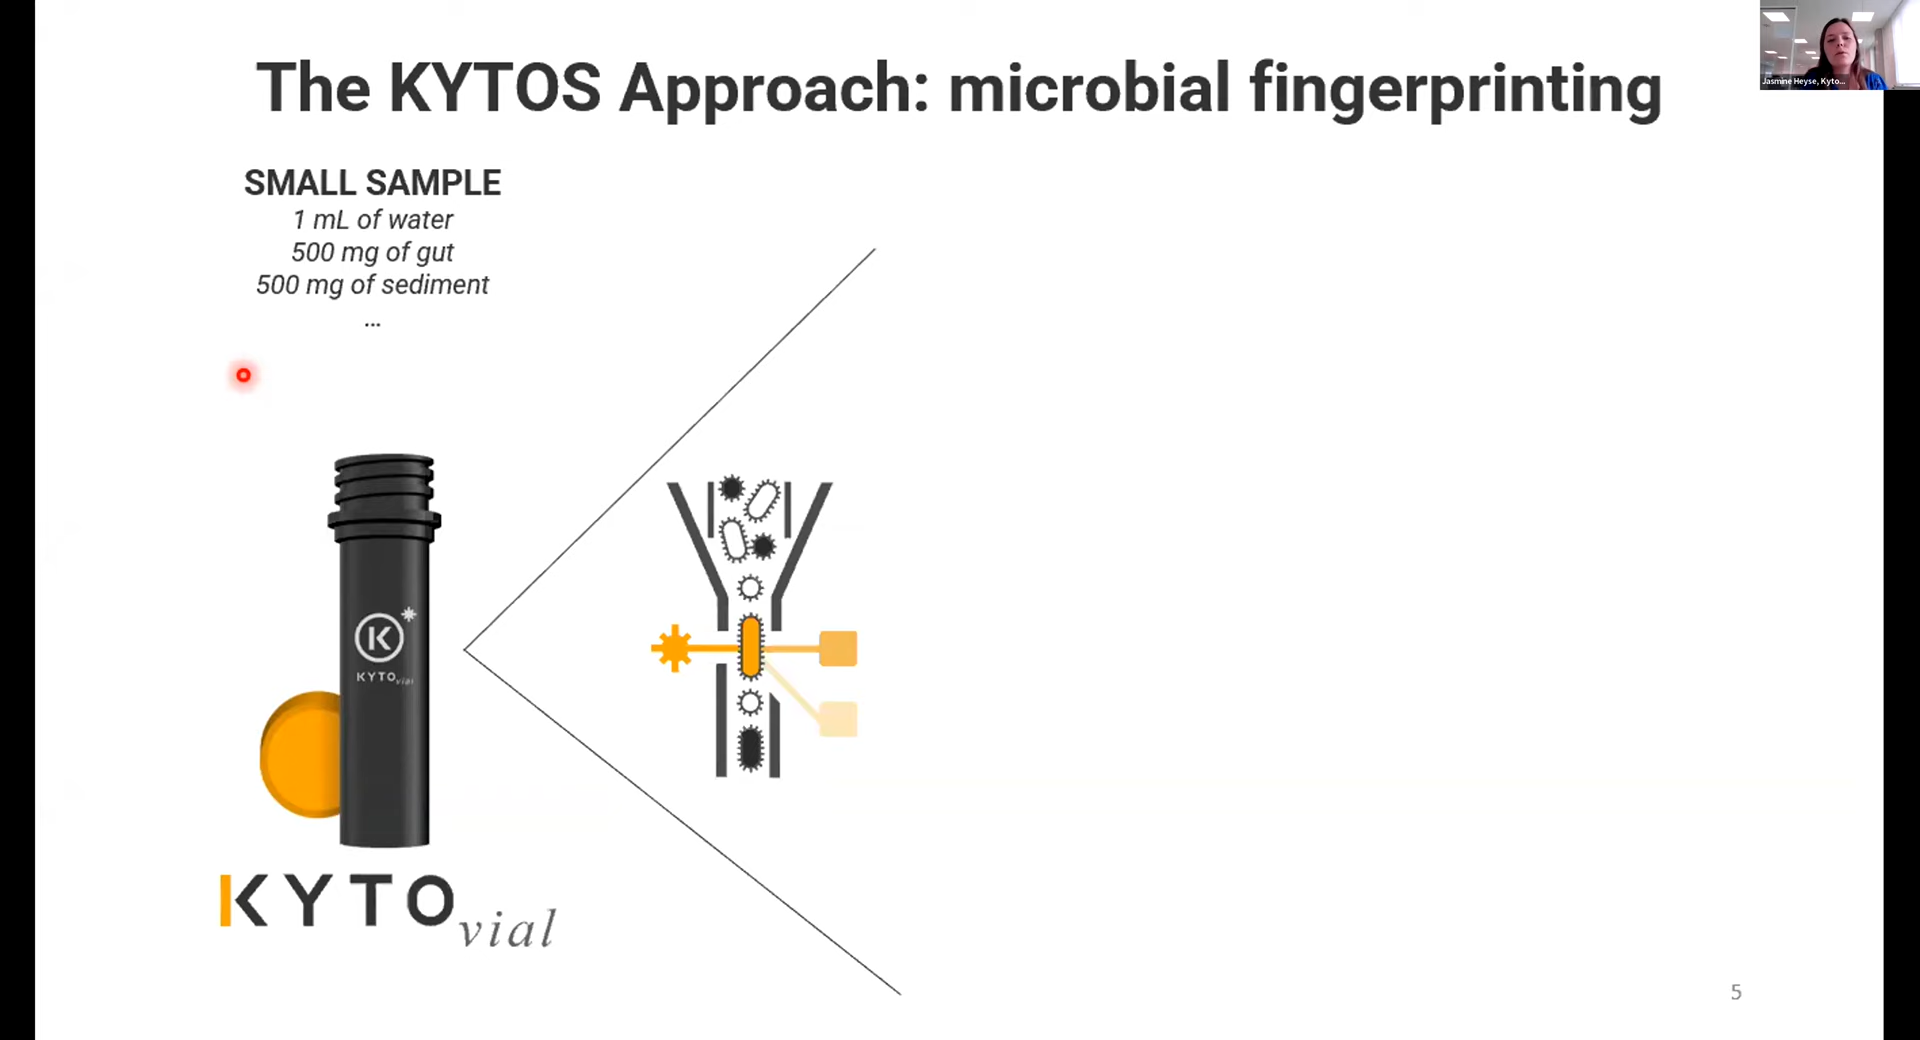 The KYTOS Approach: microbial fingerprinting
Jasmine Heyse, Kyto...
SMALL SAMPLE
1 mL of water
500 mg of gut
500 mg of sediment
...
K
KYTOvial
KYTOvial
5